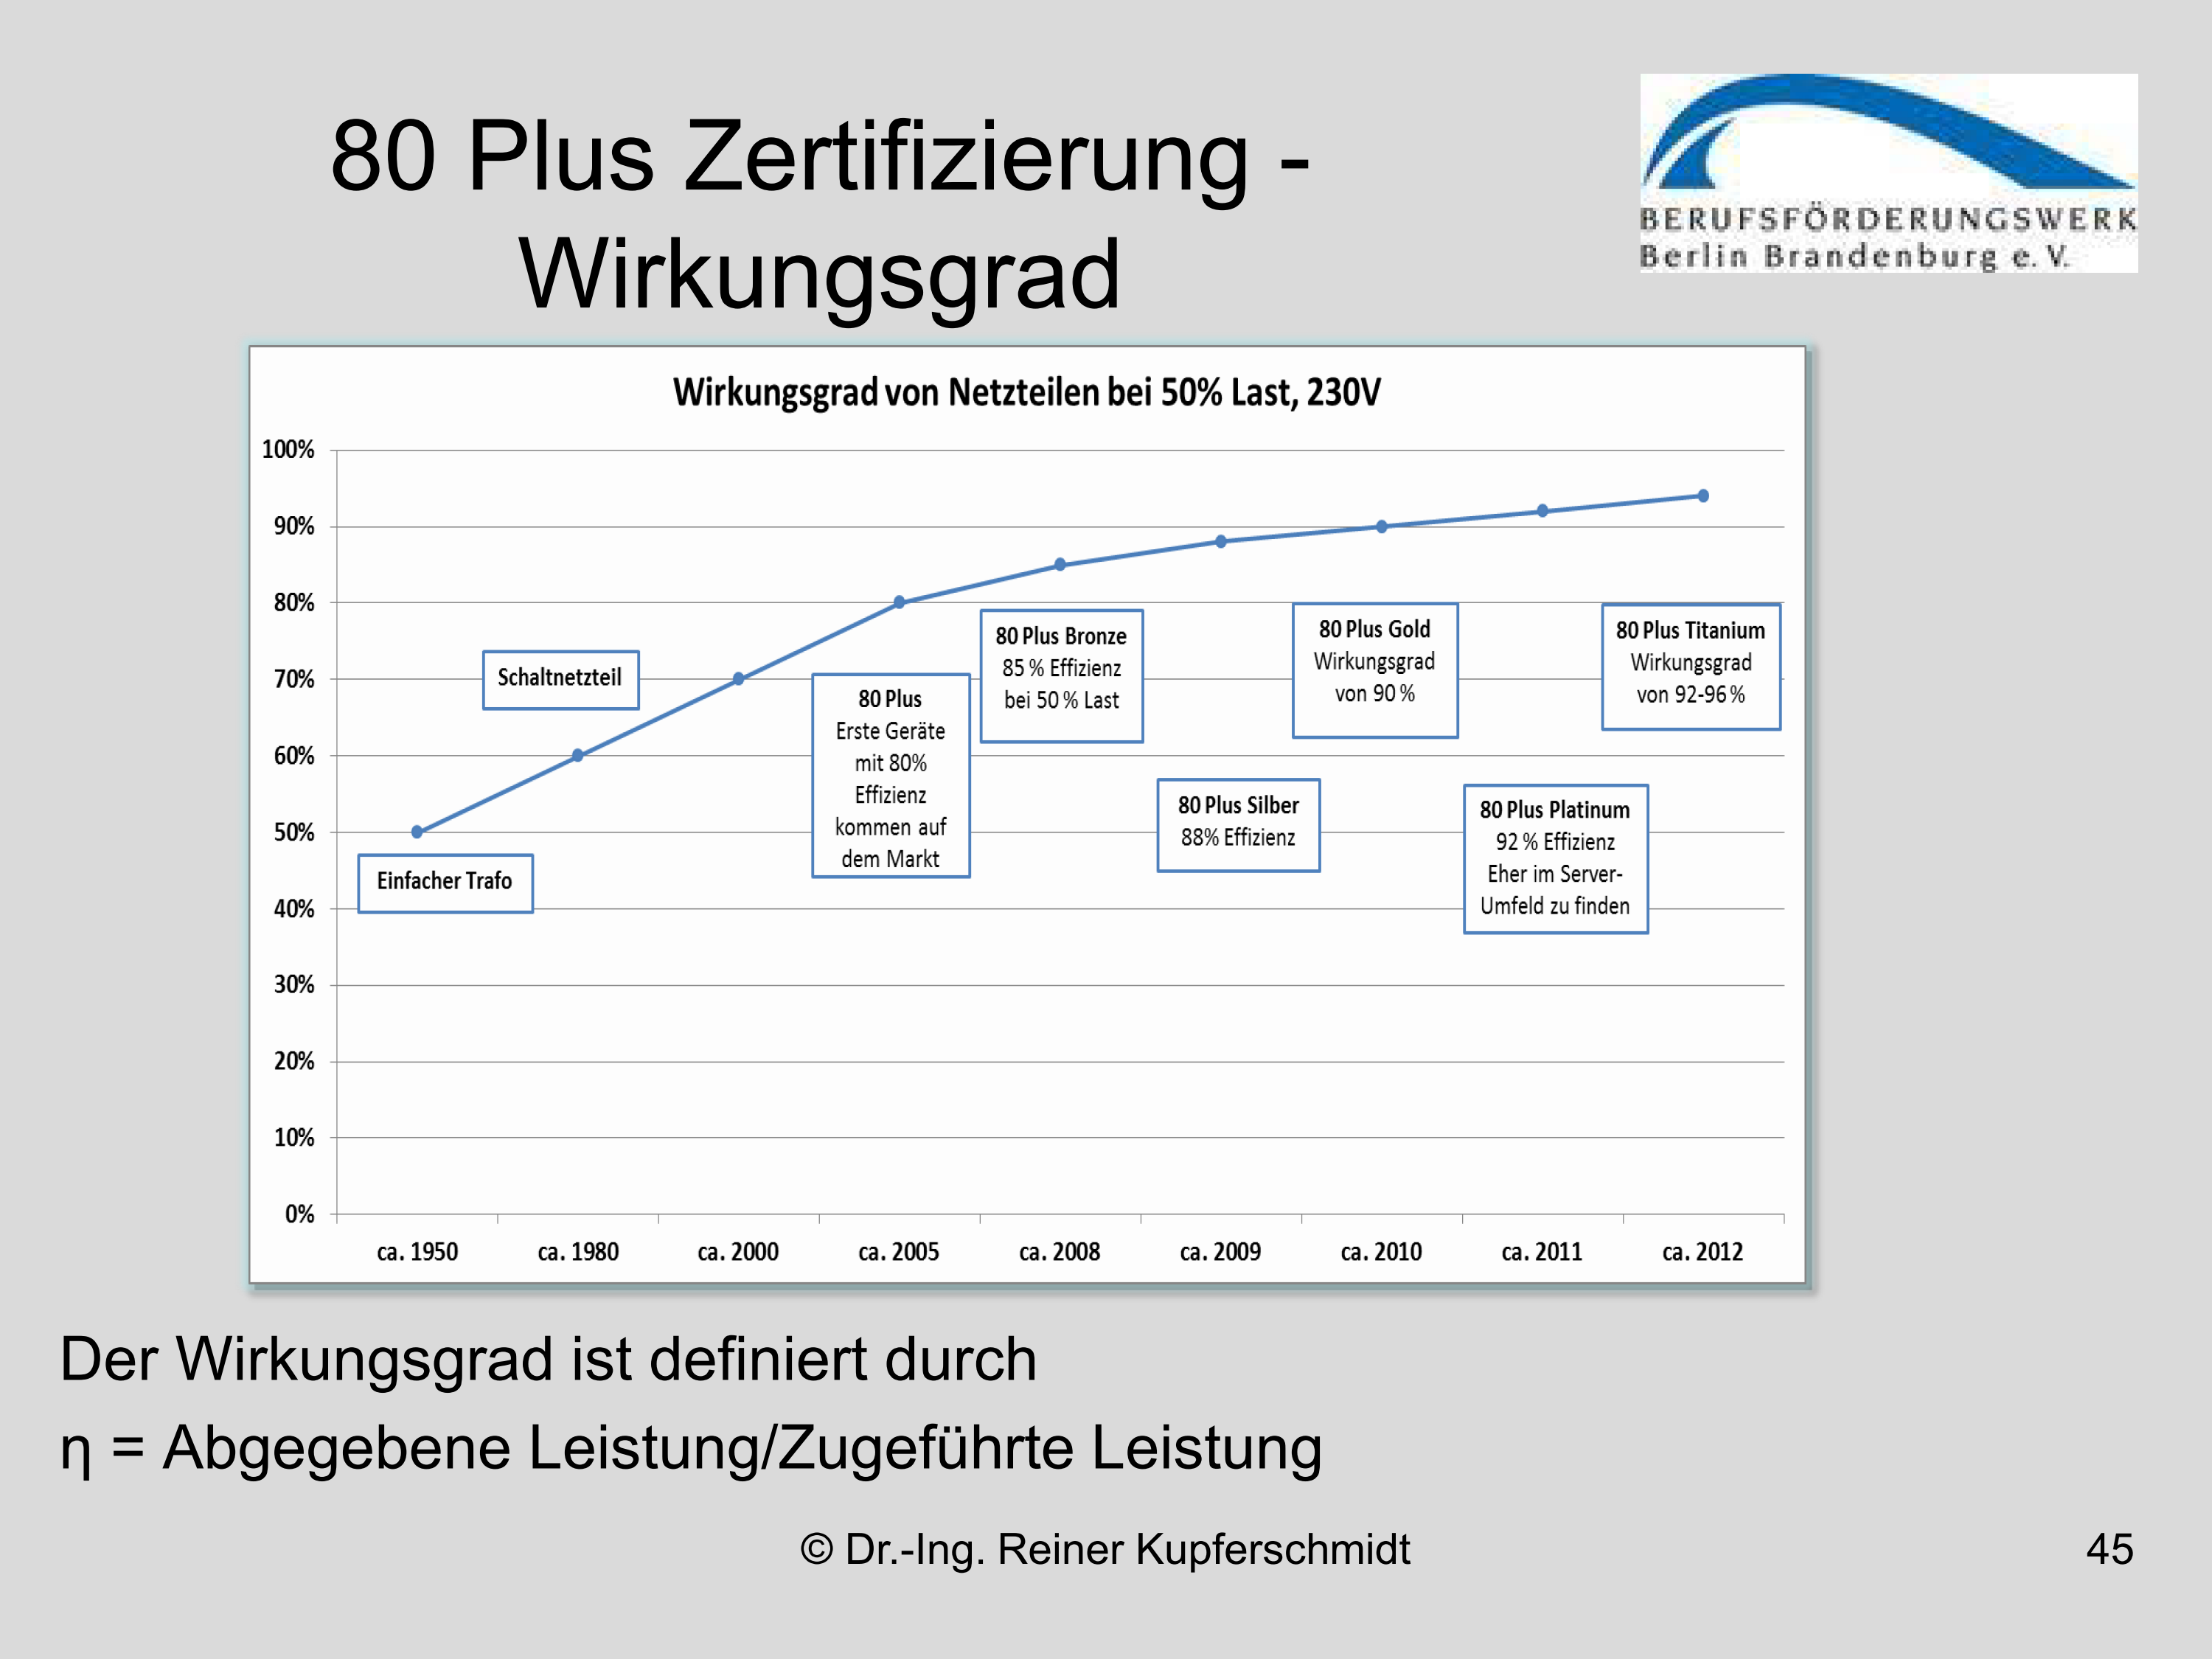 80 Plus Zertifizierung -
Wirkungsgrad
BERUFSFÖRDERUNGSWERK
Berlin Brandenburg e. V.
Wirkungsgrad von Netzteilen bei 50% Last, 230V
100%
90%
80%
70%
60%
50%
40%
30%
20%
10%
0%
Einfacher Trafo
Schaltnetzteil
80 Plus
Erste Geräte
mit 80%
Effizienz
kommen auf
dem Markt
80 Plus Bronze
85 % Effizienz
bei 50 % Last
80 Plus Silber
88% Effizienz
80 Plus Gold
Wirkungsgrad
von 90 %
80 Plus Platinum
92 % Effizienz
Eher im Server-
Umfeld zu finden
80 Plus Titanium
Wirkungsgrad
von 92-96 %
ca. 1950 ca. 1980 ca. 2000 ca. 2005 ca. 2008 ca. 2009 ca. 2010 ca. 2011 ca. 2012
Der Wirkungsgrad ist definiert durch
η = Abgegebene Leistung/Zugeführte Leistung
© Dr.-Ing. Reiner Kupferschmidt
45